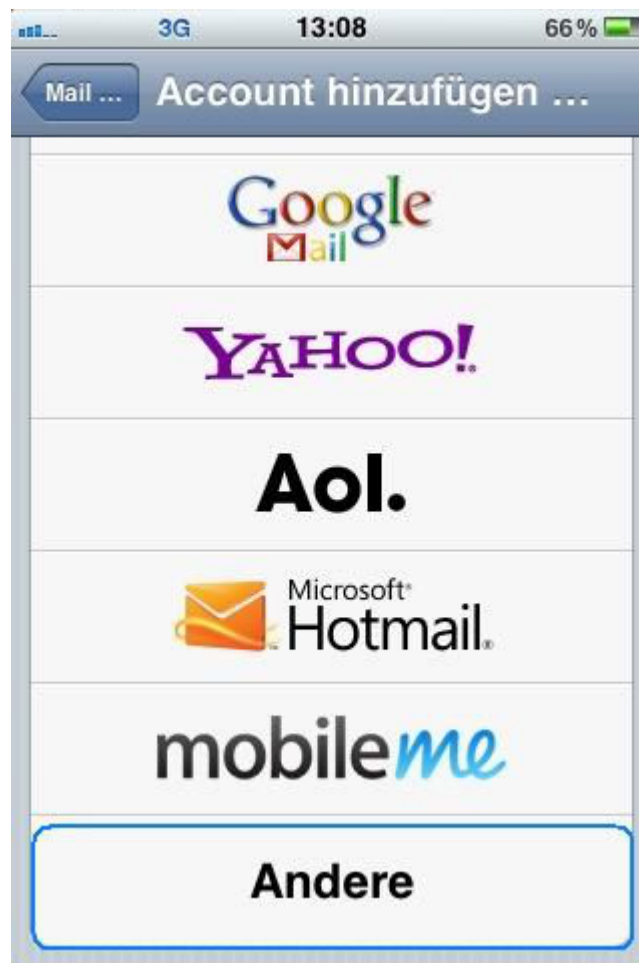 3G 13:08 66 %
Mail ... Account hinzufügen ...
Google
Mail
YAHOO!
Aol.
Microsoft®
Hotmail®
mobileme
Andere